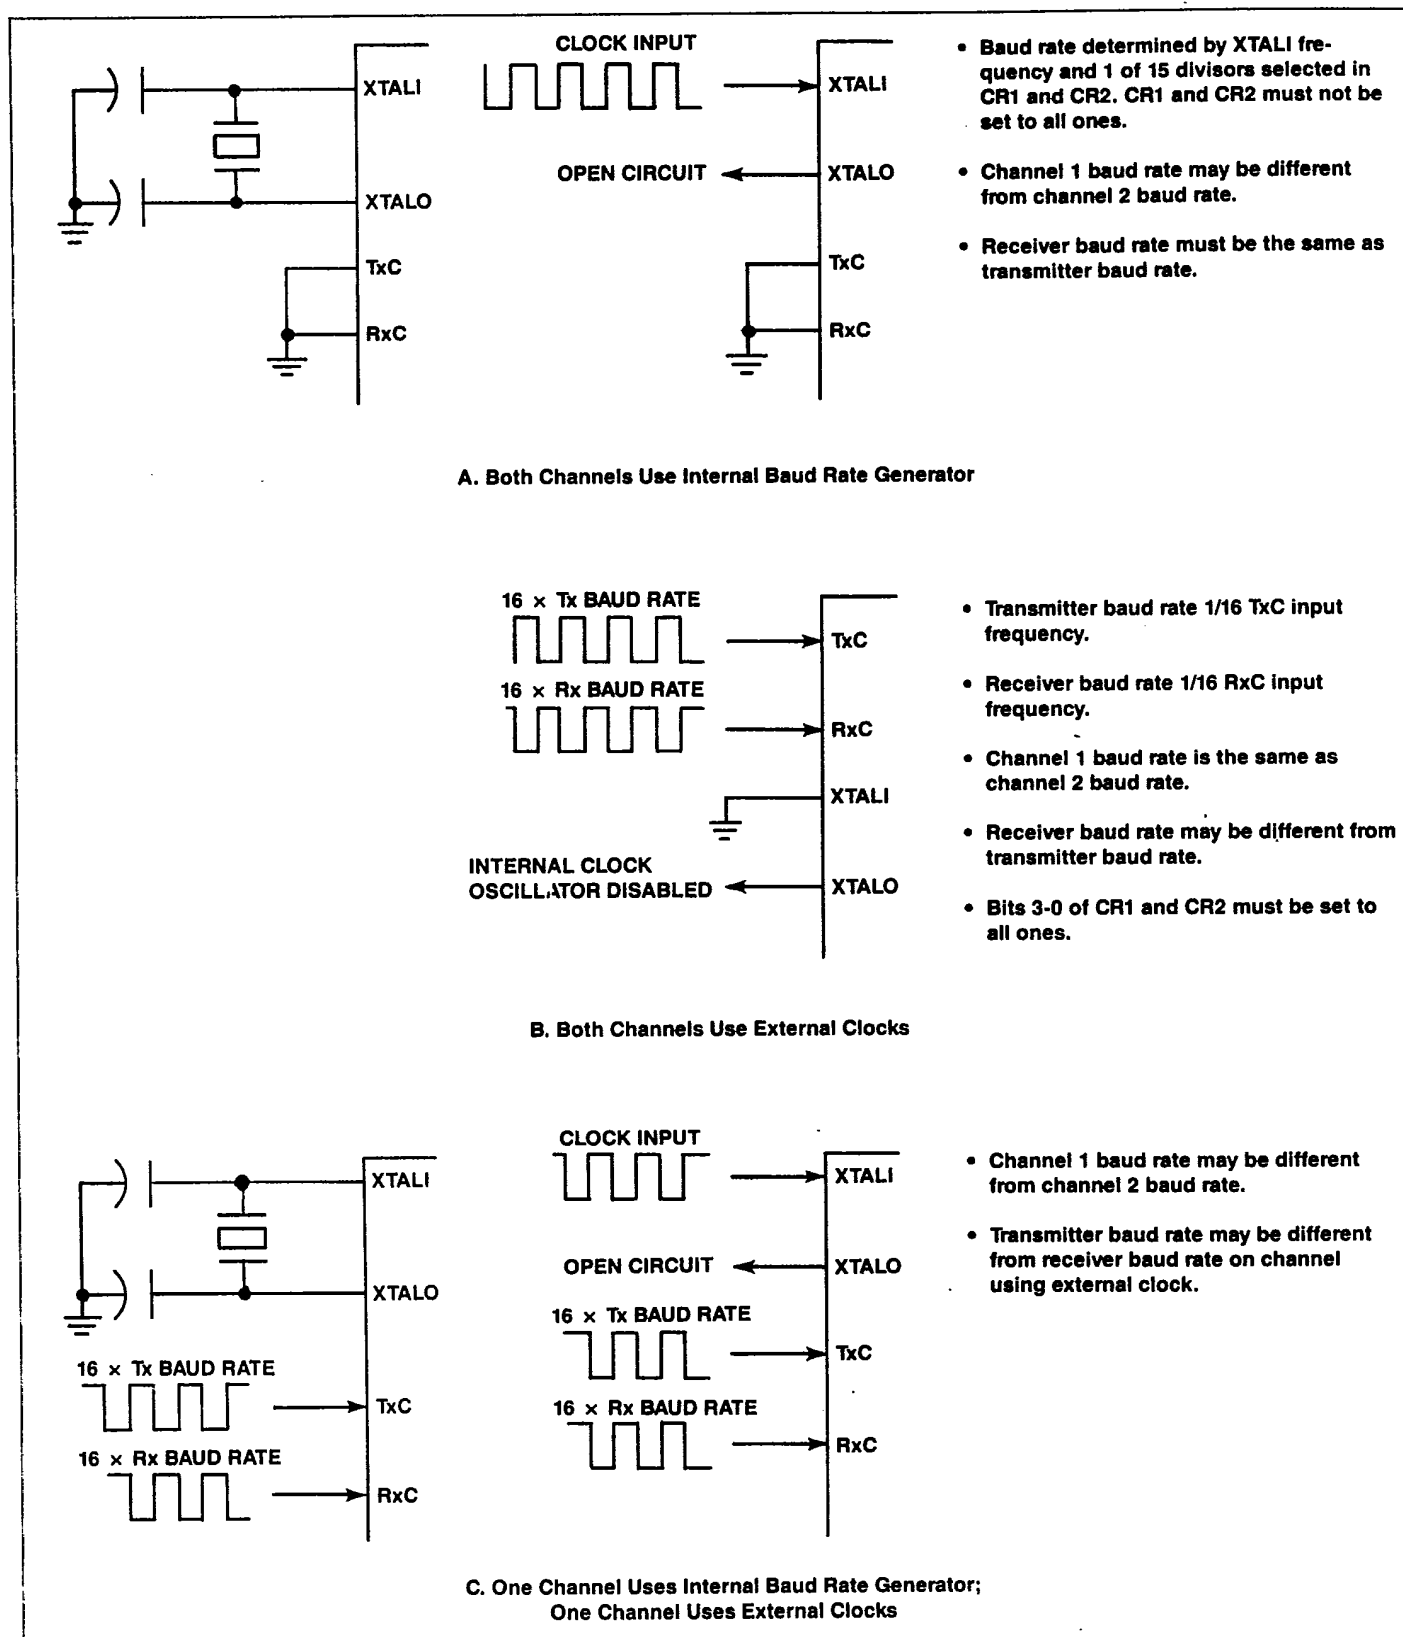 XTALI
XTALO
TxC
RxC
CLOCK INPUT
XTALI
OPEN CIRCUIT
XTALO
TxC
RxC
• Baud rate determined by XTALI fre-
quency and 1 of 15 divisors selected in
CR1 and CR2. CR1 and CR2 must not be
set to all ones.
• Channel 1 baud rate may be different
from channel 2 baud rate.
• Receiver baud rate must be the same as
transmitter baud rate.
A. Both Channels Use Internal Baud Rate Generator
16 × Tx BAUD RATE
TxC
16 × Rx BAUD RATE
RxC
XTALI
INTERNAL CLOCK
OSCILLATOR DISABLED
XTALO
• Transmitter baud rate 1/16 TxC input
frequency.
• Receiver baud rate 1/16 RxC input
frequency.
• Channel 1 baud rate is the same as
channel 2 baud rate.
• Receiver baud rate may be different from
transmitter baud rate.
• Bits 3-0 of CR1 and CR2 must be set to
all ones.
B. Both Channels Use External Clocks
XTALI
XTALO
16 × Tx BAUD RATE
TxC
16 × Rx BAUD RATE
RxC
CLOCK INPUT
XTALI
OPEN CIRCUIT
XTALO
16 × Tx BAUD RATE
TxC
16 × Rx BAUD RATE
RxC
• Channel 1 baud rate may be different
from channel 2 baud rate.
• Transmitter baud rate may be different
from receiver baud rate on channel
using external clock.
C. One Channel Uses Internal Baud Rate Generator;
One Channel Uses External Clocks